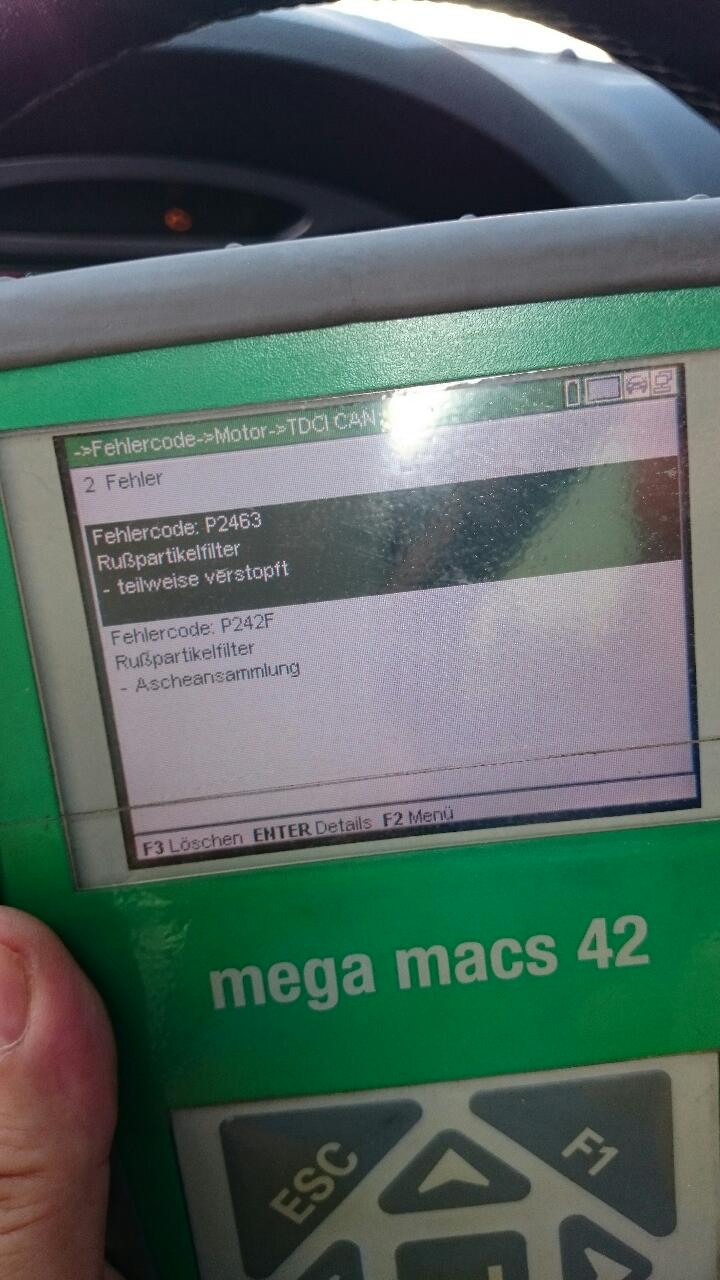 ->Fehlercode->Motor->TDCI CAN
2 Fehler
Fehlercode: P2463
Rußpartikelfilter
- teilweise verstopft
Fehlercode: P242F
Rußpartikelfilter
- Ascheansammlung
F3 Löschen ENTER Details F2 Menü
mega macs 42
ESC
F1